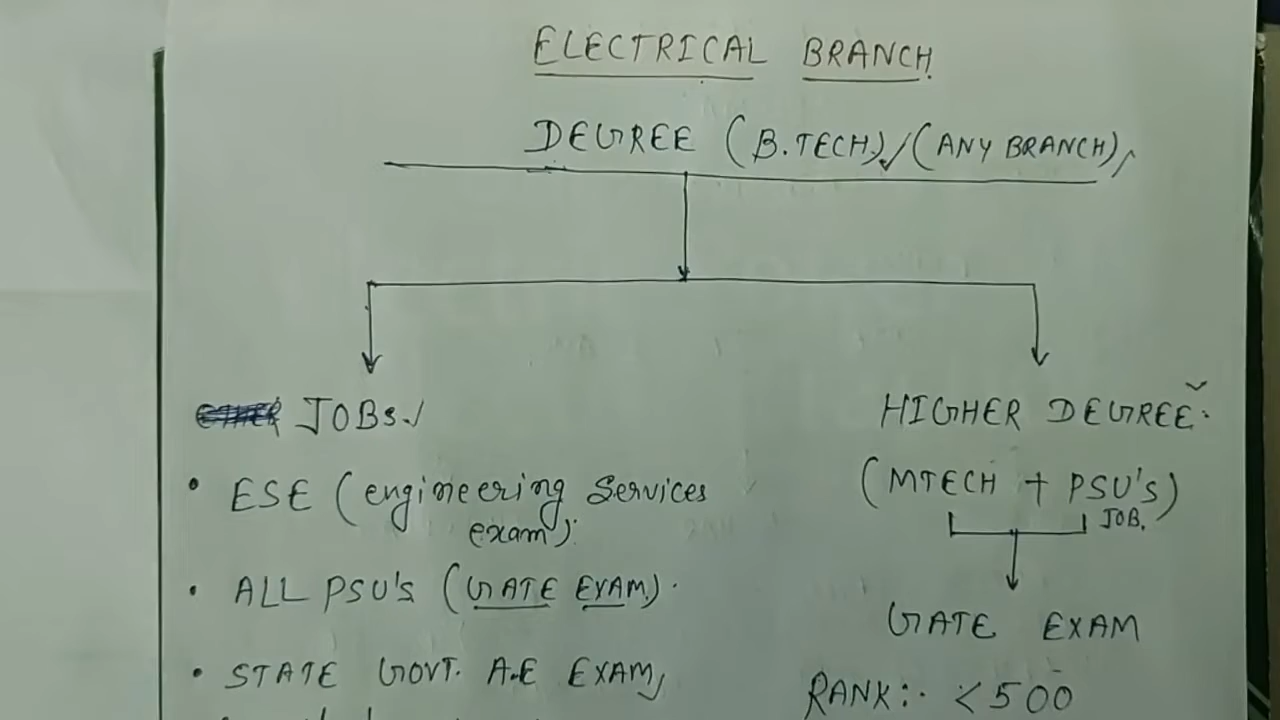 ELECTRICAL BRANCH.
DEGREE (B.TECH) / (ANY BRANCH),
JOBS.
• ESE (engineering Services
exam).
• ALL PSU'S (GATE EXAM).
• STATE GOVT. A.E EXAM,
HIGHER DEGREE.
(MTECH + PSU'S)
JOB.
GATE EXAM
RANK:- <500